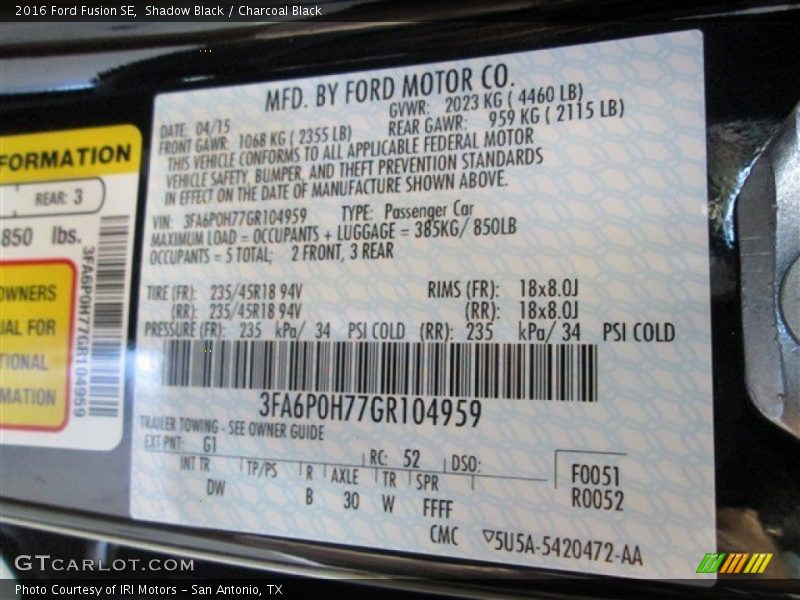 2016 Ford Fusion SE,  Shadow Black / Charcoal Black
FORMATION
REAR: 3
850 lbs.
OWNERS
IAL FOR
TIONAL
MATION
3FA6P0H77GR104959
MFD. BY FORD MOTOR CO.
DATE: 04/15 GVWR: 2023 KG ( 4460 LB)
FRONT GAWR: 1068 KG ( 2355 LB) REAR GAWR: 959 KG ( 2115 LB)
THIS VEHICLE CONFORMS TO ALL APPLICABLE FEDERAL MOTOR
VEHICLE SAFETY, BUMPER, AND THEFT PREVENTION STANDARDS
IN EFFECT ON THE DATE OF MANUFACTURE SHOWN ABOVE.
VIN: 3FA6P0H77GR104959 TYPE: Passenger Car
MAXIMUM LOAD = OCCUPANTS + LUGGAGE = 385KG/ 850LB
OCCUPANTS = 5 TOTAL; 2 FRONT, 3 REAR
TIRE (FR): 235/45R18 94V RIMS (FR): 18x8.0J
(RR): 235/45R18 94V (RR): 18x8.0J
PRESSURE (FR): 235 kPa/ 34 PSI COLD (RR): 235 kPa/ 34 PSI COLD
3FA6P0H77GR104959
TRAILER TOWING - SEE OWNER GUIDE
EXT PNT: G1 RC: 52 DSO:
INT TR TP/PS R AXLE TR SPR F0051
DW B 30 W FFFF R0052
CMC ▽5U5A-5420472-AA
GTCARLOT.COM
Photo Courtesy of IRI Motors – San Antonio, TX